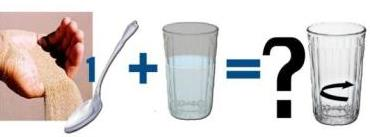 1 + = ?